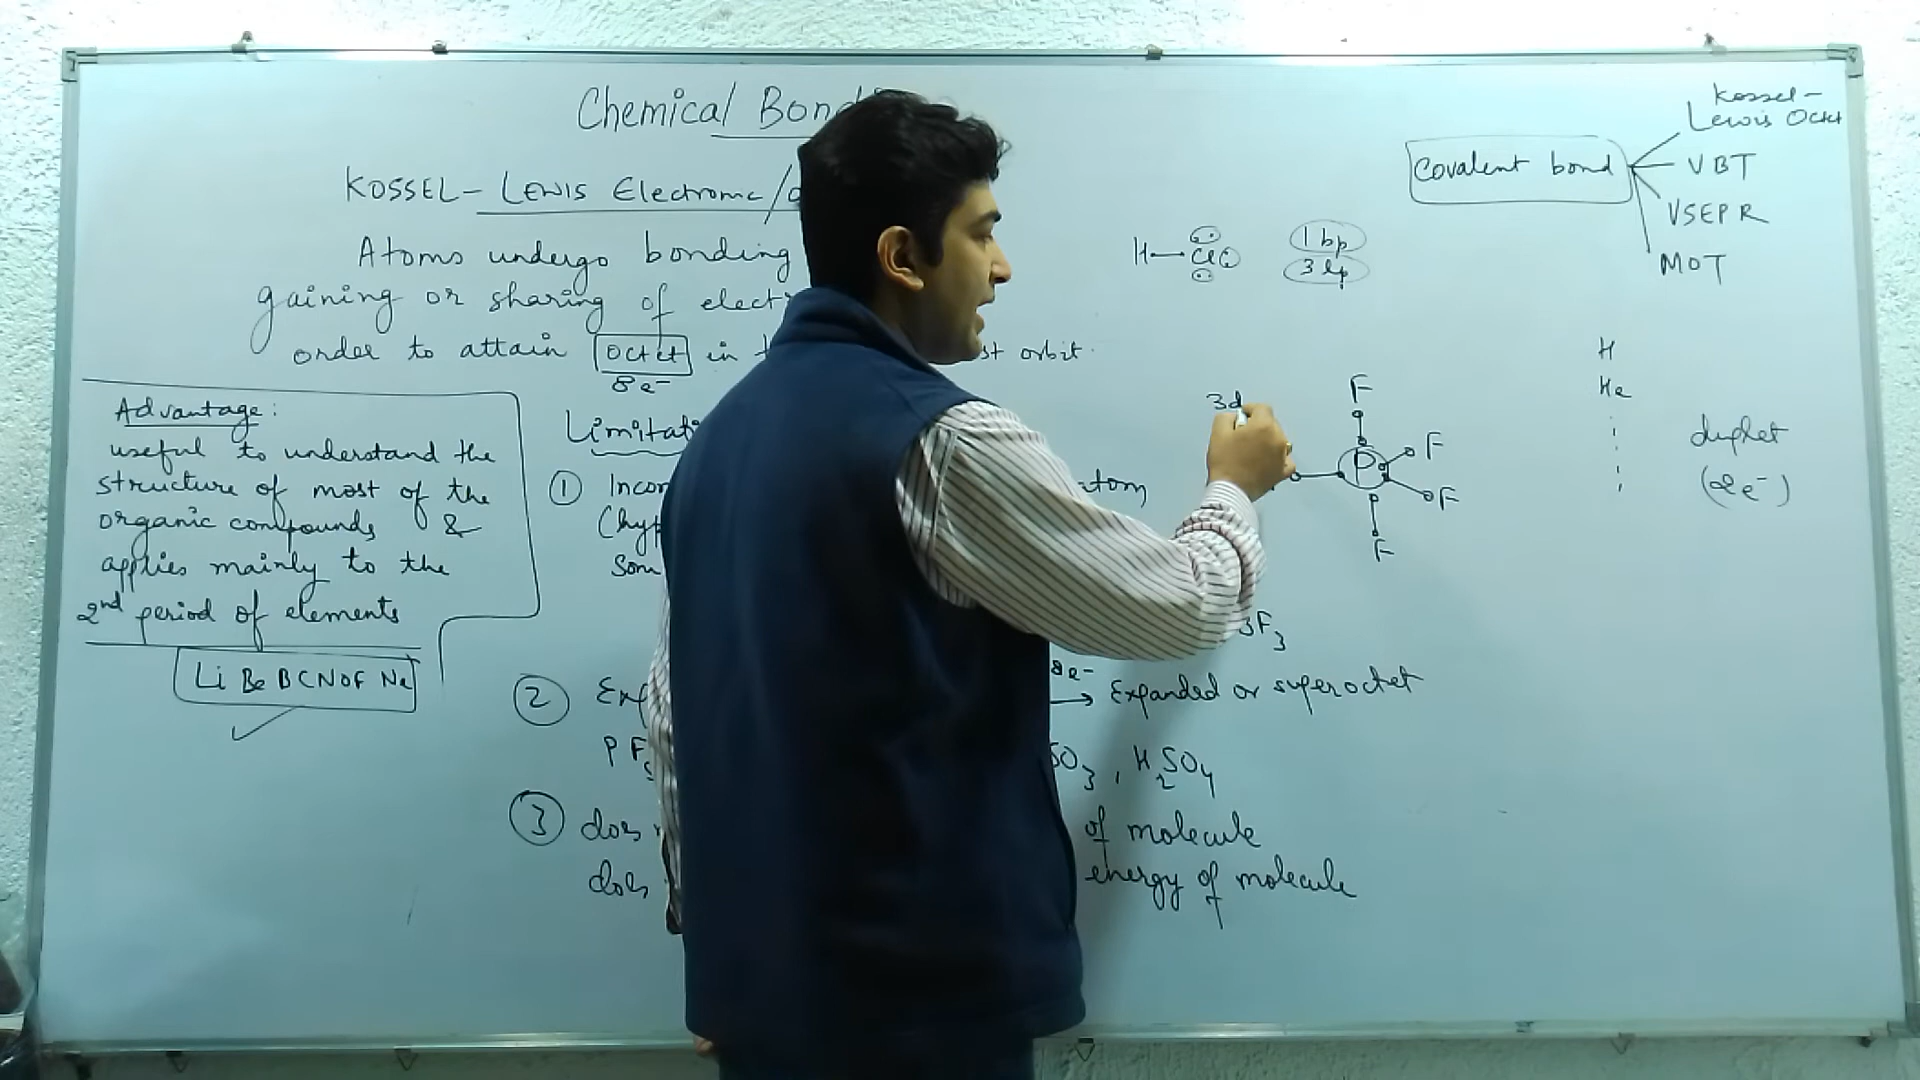 Chemical Bond
KOSSEL - LEWIS Electronic /
Atoms undergo bonding
gaining or sharing of elect
order to attain octet in st orbit.
8e⁻
Advantage:
useful to understand the
structure of most of the
organic compounds &
applies mainly to the
2nd period of elements
Li Be B C N O F Ne
Limitati
① Incom atom
(hyp
Som
3F₃
② Exp 8e⁻ → Expanded or superoctet
PF₅ SO₃, H₂SO₄
③ does of molecule
does energy of molecule
H—Cl
1 bp
3 lp
3d
F
P F
F
F
Covalent bond
Kossel -
Lewis Octet
VBT
VSEPR
MOT
H
He
duplet
(2e⁻)